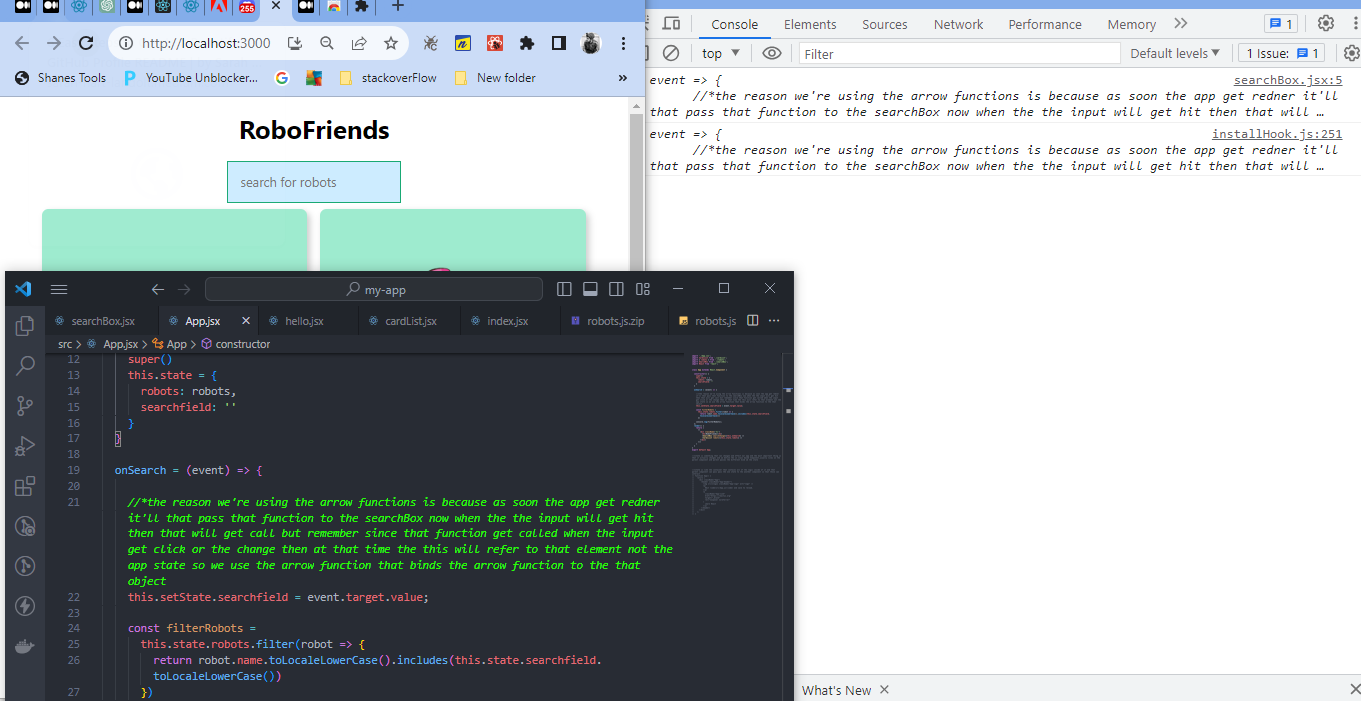 255
http://localhost:3000
Shanes Tools
YouTube Unblocker...
stackoverFlow
New folder
»
RoboFriends
search for robots
Console
Elements
Sources
Network
Performance
Memory
1
top
Filter
Default levels
1 Issue:
1
event => {
searchBox.jsx:5
//*the reason we're using the arrow functions is because as soon the app get redner it'll
that pass that function to the searchBox now when the the input will get hit then that will …
event => {
installHook.js:251
//*the reason we're using the arrow functions is because as soon the app get redner it'll
that pass that function to the searchBox now when the the input will get hit then that will …
What's New
my-app
searchBox.jsx
App.jsx
hello.jsx
cardList.jsx
index.jsx
robots.js.zip
robots.js
src > App.jsx > App > constructor
12 super()
13 this.state = {
14 robots: robots,
15 searchfield: ''
16 }
17 }
18
19 onSearch = (event) => {
20
21 //*the reason we're using the arrow functions is because as soon the app get redner
it'll that pass that function to the searchBox now when the the input will get hit
then that will get call but remember since that function get called when the input
get click or the change then at that time the this will refer to that element not the
app state so we use the arrow function that binds the arrow function to the that
object
22 this.setState.searchfield = event.target.value;
23
24 const filterRobots =
25 this.state.robots.filter(robot => {
26 return robot.name.toLocaleLowerCase().includes(this.state.searchfield.
toLocaleLowerCase())
27 })